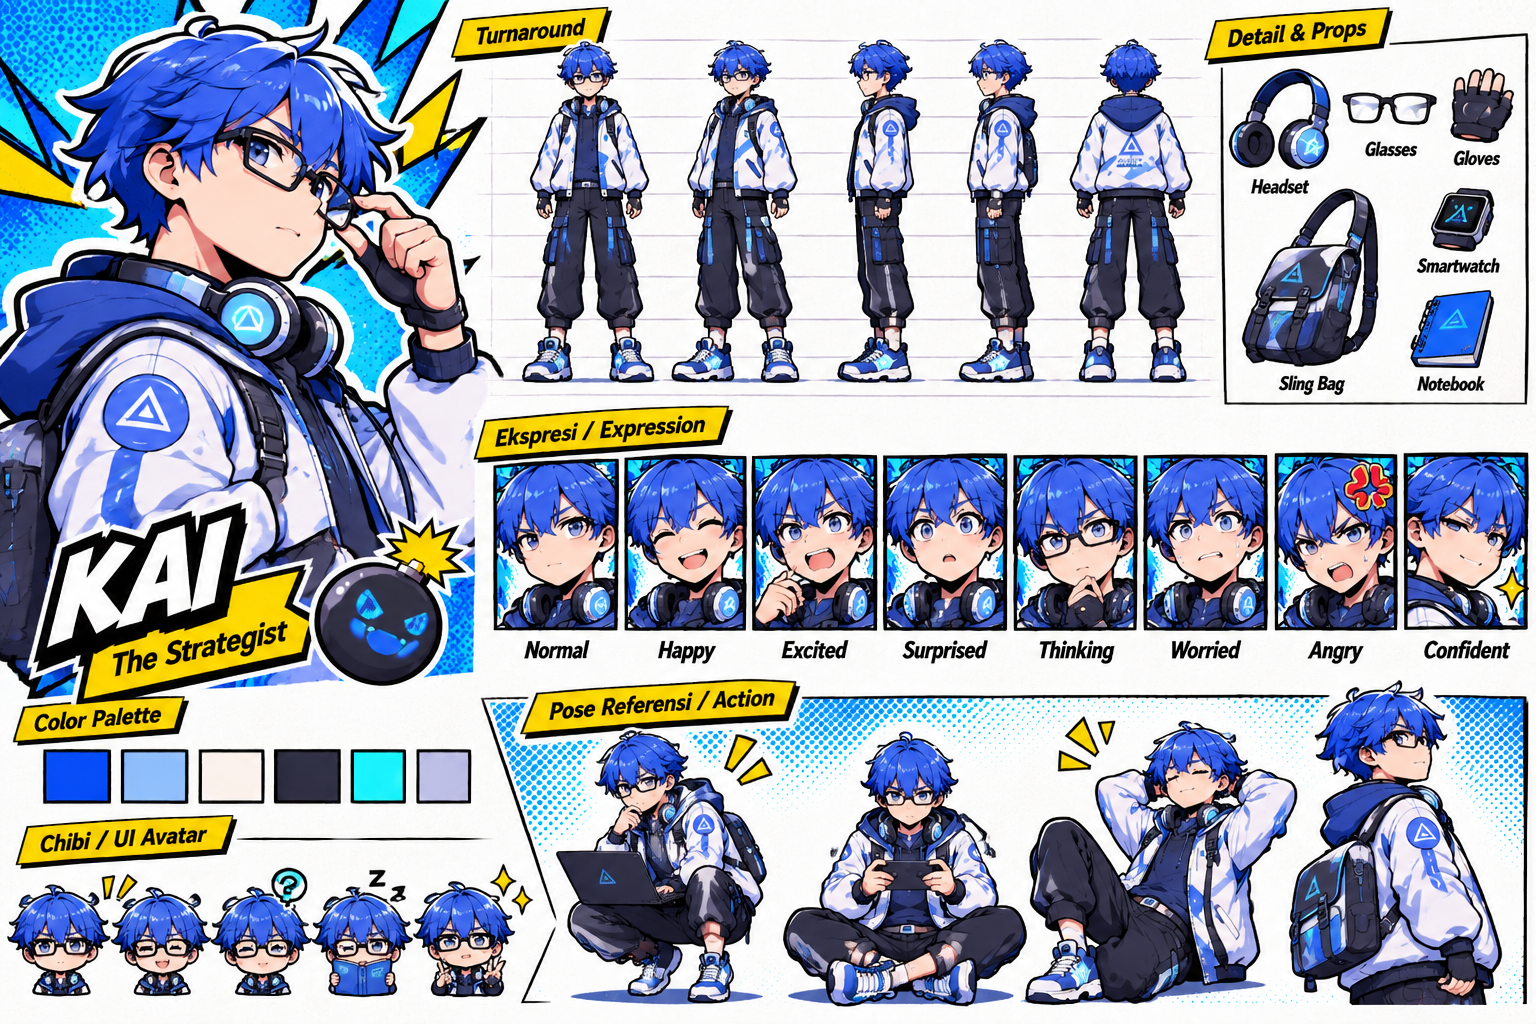 Turnaround
Detail & Props
Headset
Glasses
Gloves
Smartwatch
Sling Bag
Notebook
KAI
The Strategist
Ekspresi / Expression
Normal
Happy
Excited
Surprised
Thinking
Worried
Angry
Confident
Color Palette
Chibi / UI Avatar
?
Z
Z
Pose Referensi / Action